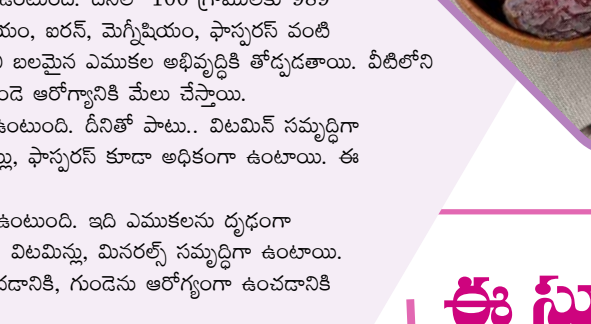 100 గ్రాములకు 989
ఐరన్, మెగ్నీషియం, ఫాస్ఫరస్ వంటి
బలమైన ఎముకల అభివృద్ధికి తోడ్పడతాయి. వీటిలోని
ఆరోగ్యానికి మేలు చేస్తాయి.
ఉంటుంది. దీనితో పాటు.. విటమిన్ సమృద్ధిగా
ఫాస్ఫరస్ కూడా అధికంగా ఉంటాయి. ఈ
ఉంటుంది. ఇది ఎముకలను దృఢంగా
విటమిన్లు, మినరల్స్ సమృద్ధిగా ఉంటాయి.
గుండెను ఆరోగ్యంగా ఉంచడానికి
ఈ